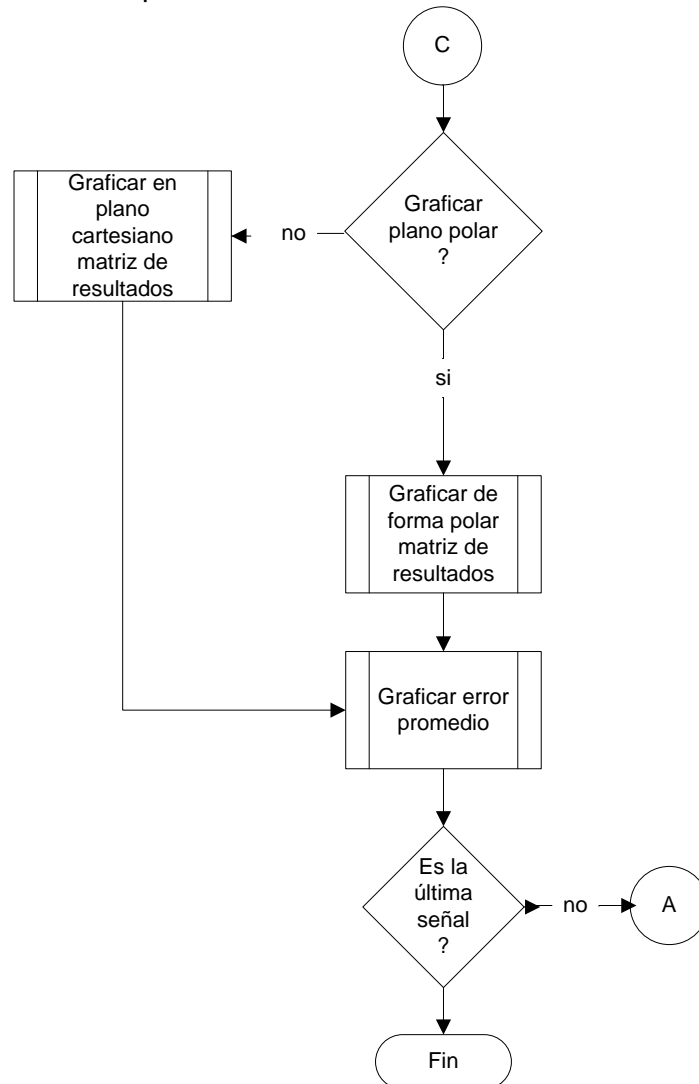 C
Graficar
plano polar
?
no
Graficar en
plano
cartesiano
matriz de
resultados
si
Graficar de
forma polar
matriz de
resultados
Graficar error
promedio
Es la
última
señal
?
no
A
Fin